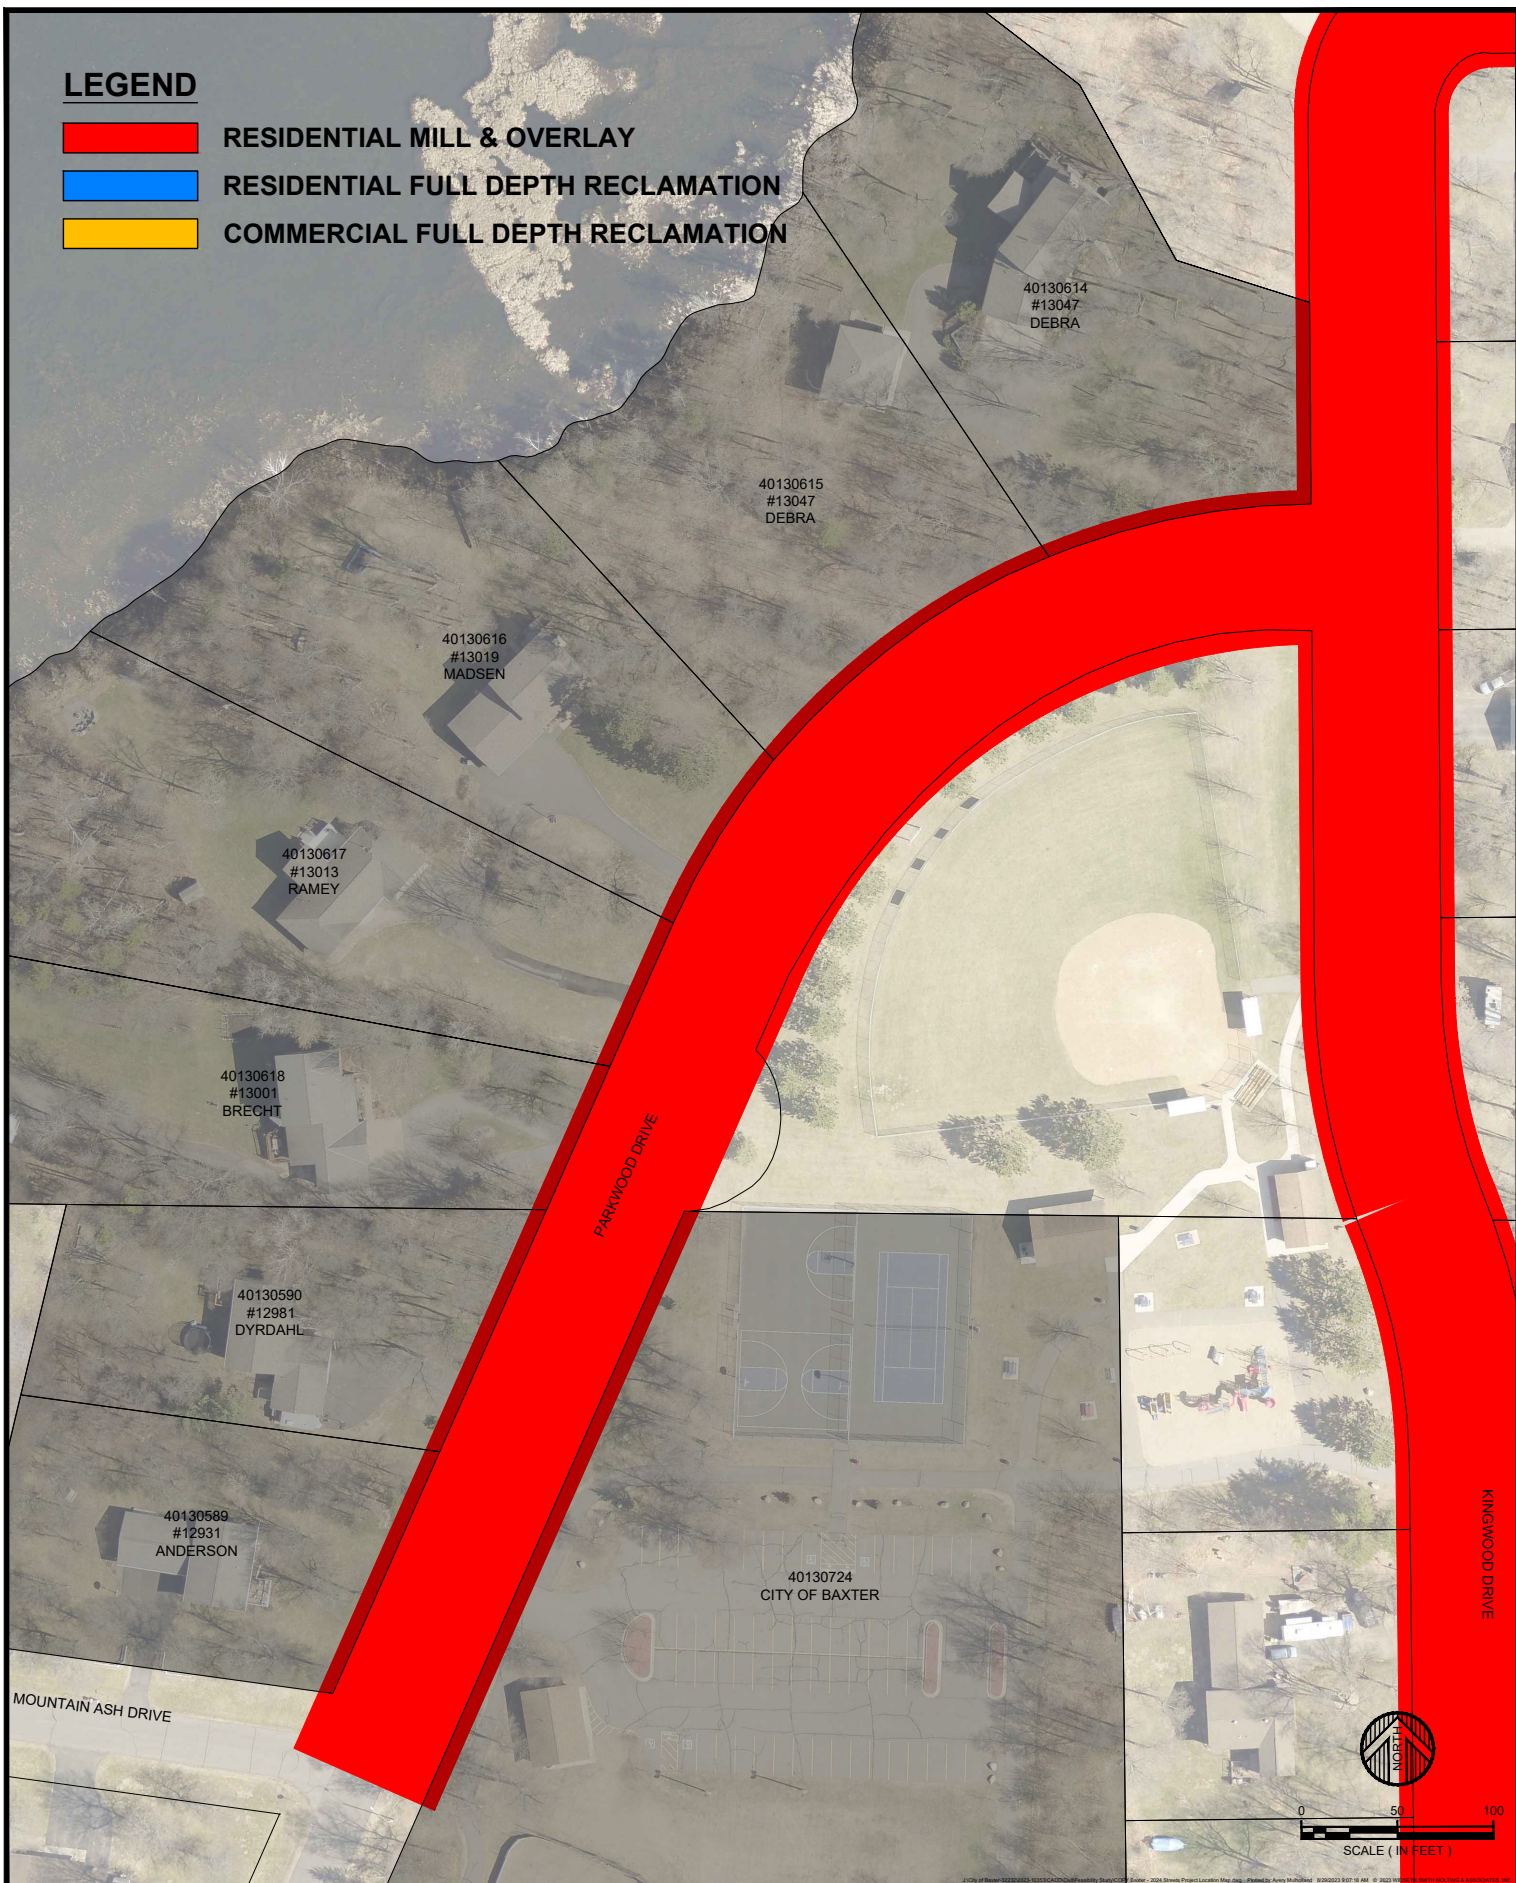 LEGEND
RESIDENTIAL MILL & OVERLAY
RESIDENTIAL FULL DEPTH RECLAMATION
COMMERCIAL FULL DEPTH RECLAMATION
40130614
#13047
DEBRA
40130615
#13047
DEBRA
40130616
#13019
MADSEN
40130617
#13013
RAMEY
40130618
#13001
BRECHT
PARKWOOD DRIVE
40130590
#12981
DYRDAHL
40130589
#12931
ANDERSON
40130724
CITY OF BAXTER
KINGWOOD DRIVE
MOUNTAIN ASH DRIVE
NORTH
0 50 100
SCALE ( IN FEET )